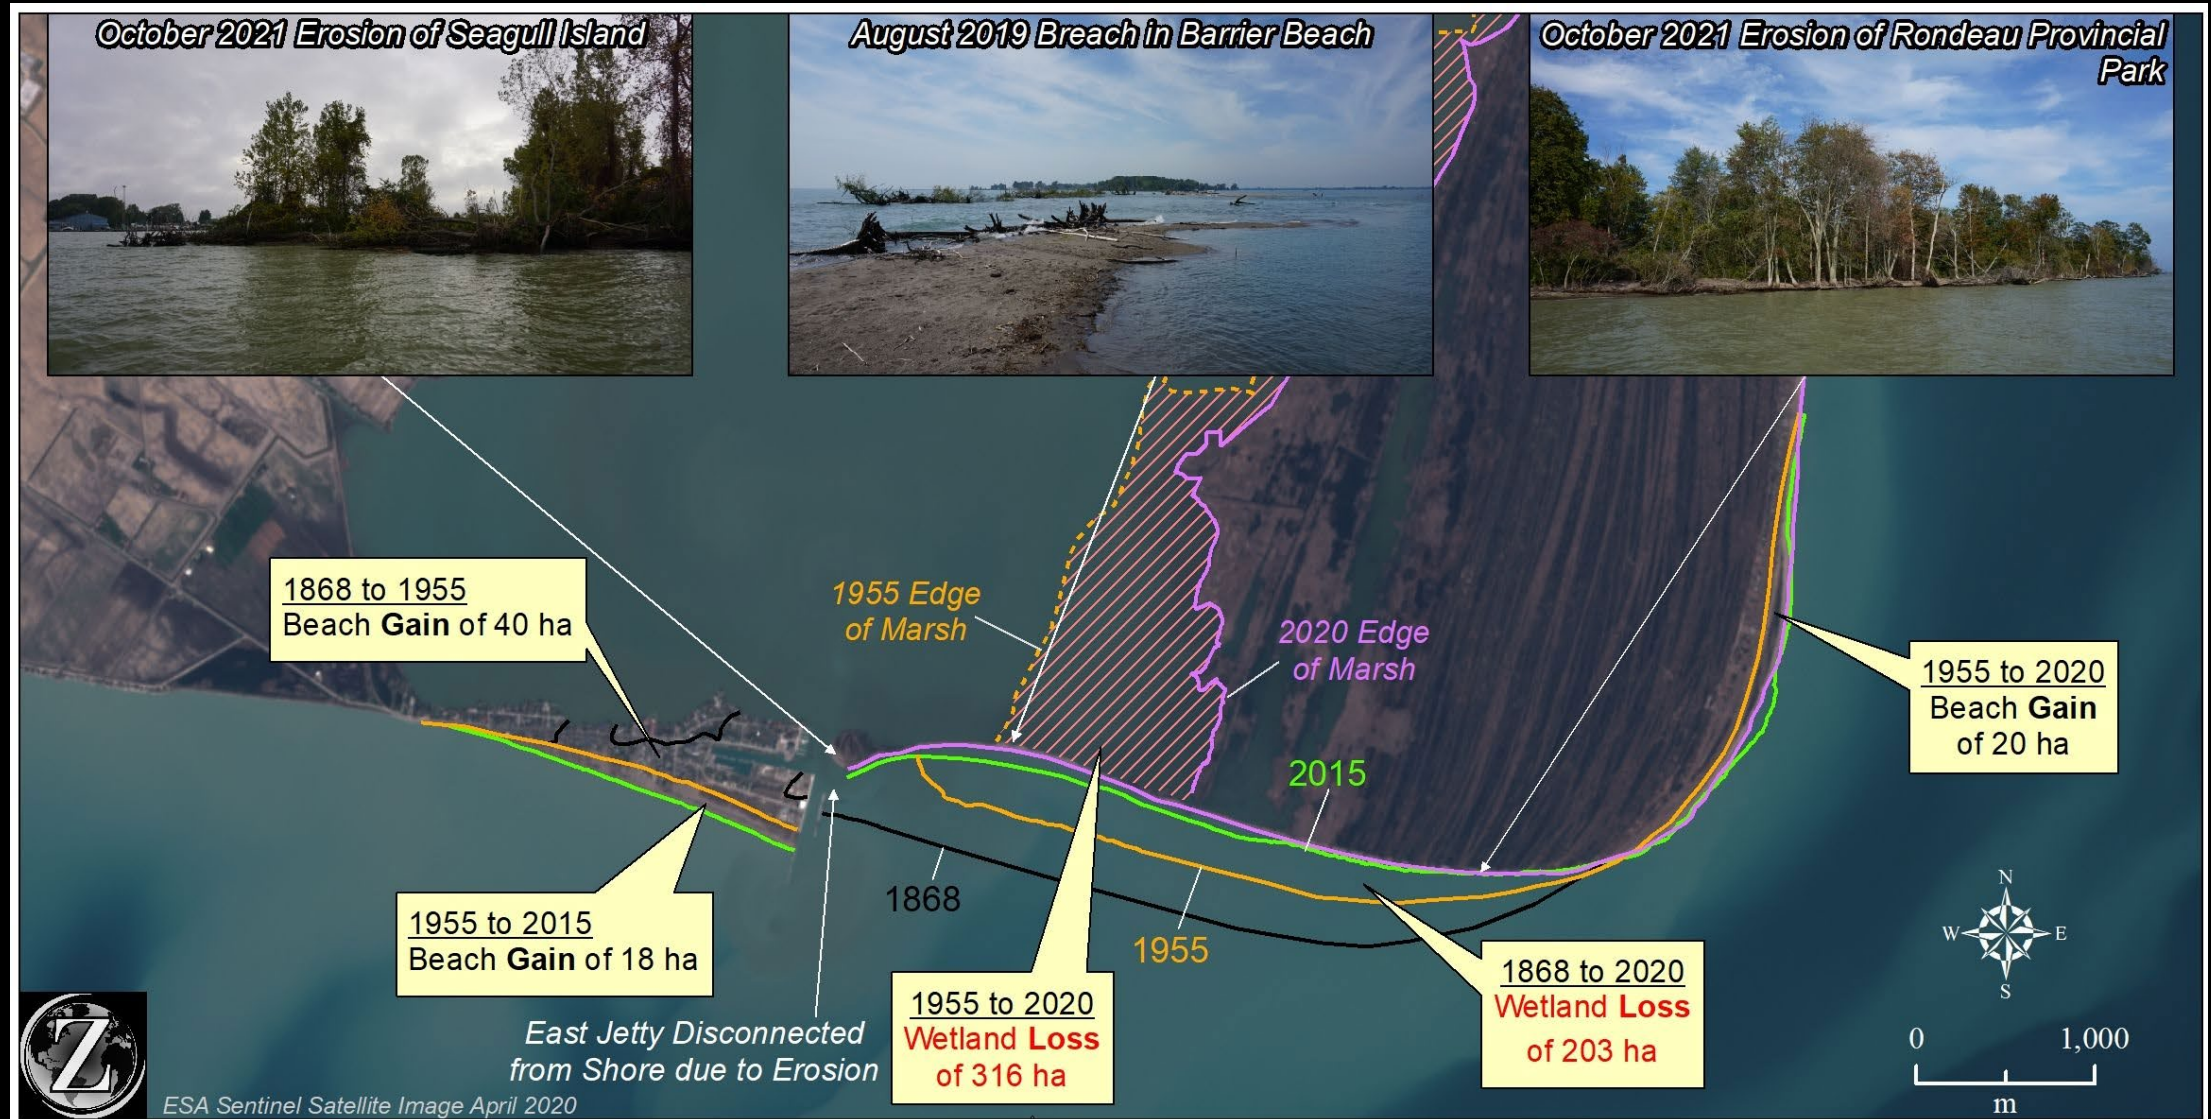 October 2021 Erosion of Seagull Island
August 2019 Breach in Barrier Beach
October 2021 Erosion of Rondeau Provincial
Park
1868 to 1955
Beach Gain of 40 ha
1955 Edge
of Marsh
2020 Edge
of Marsh
1955 to 2020
Beach Gain
of 20 ha
2015
1868
1955
1955 to 2015
Beach Gain of 18 ha
East Jetty Disconnected
from Shore due to Erosion
1955 to 2020
Wetland Loss
of 316 ha
1868 to 2020
Wetland Loss
of 203 ha
N
W E
S
0 1,000
m
Z
ESA Sentinel Satellite Image April 2020